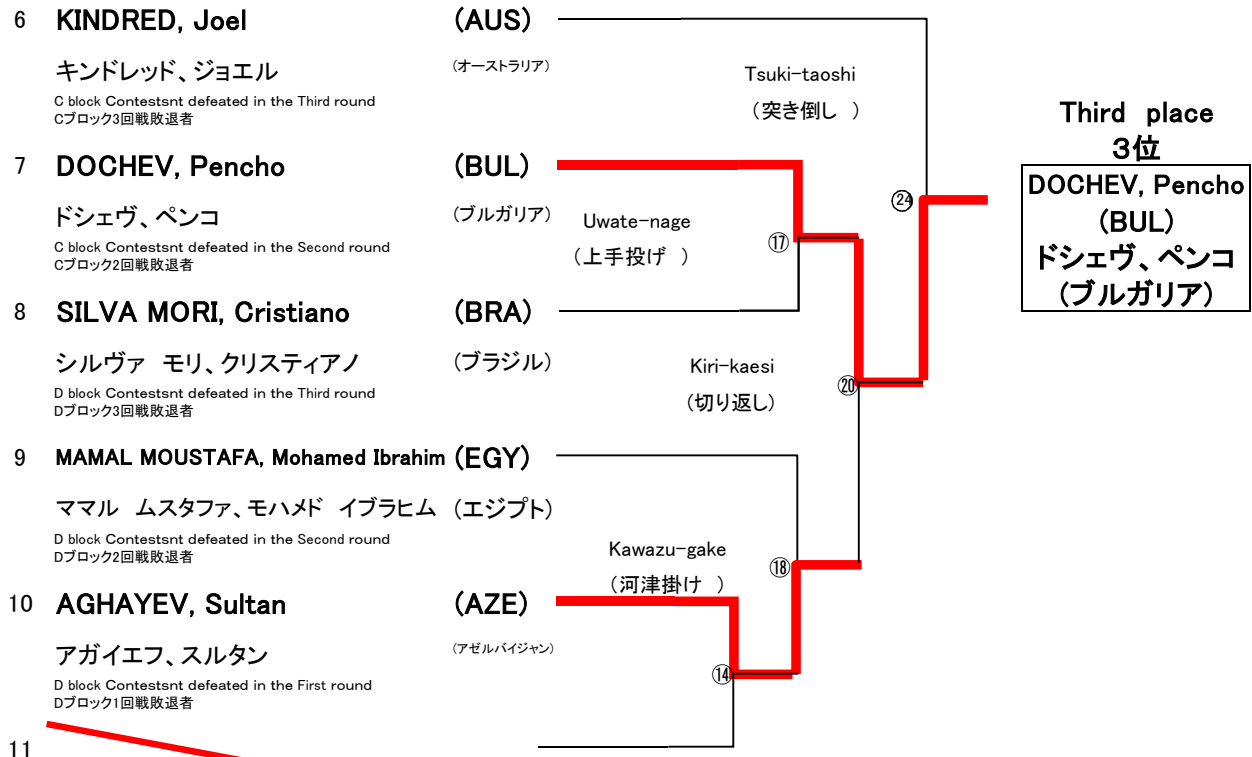 6 KINDRED, Joel (AUS)
キンドレッド、ジョエル (オーストラリア)
C block Contestsnt defeated in the Third round
Cブロック3回戦敗退者
Tsuki-taoshi
（突き倒し ）
7 DOCHEV, Pencho (BUL)
ドシェヴ、ペンコ (ブルガリア)
C block Contestsnt defeated in the Second round
Cブロック2回戦敗退者
Uwate-nage
（上手投げ ）
⑰
㉔
Third place
3位
DOCHEV, Pencho
(BUL)
ドシェヴ、ペンコ
(ブルガリア)
8 SILVA MORI, Cristiano (BRA)
シルヴァ モリ、クリスティアノ (ブラジル)
D block Contestsnt defeated in the Third round
Dブロック3回戦敗退者
Kiri-kaesi
(切り返し)
⑳
9 MAMAL MOUSTAFA, Mohamed Ibrahim (EGY)
ママル ムスタファ、モハメド イブラヒム (エジプト)
D block Contestsnt defeated in the Second round
Dブロック2回戦敗退者
Kawazu-gake
（河津掛け ）
⑱
10 AGHAYEV, Sultan (AZE)
アガイエフ、スルタン (アゼルバイジャン)
D block Contestsnt defeated in the First round
Dブロック1回戦敗退者
⑭
11